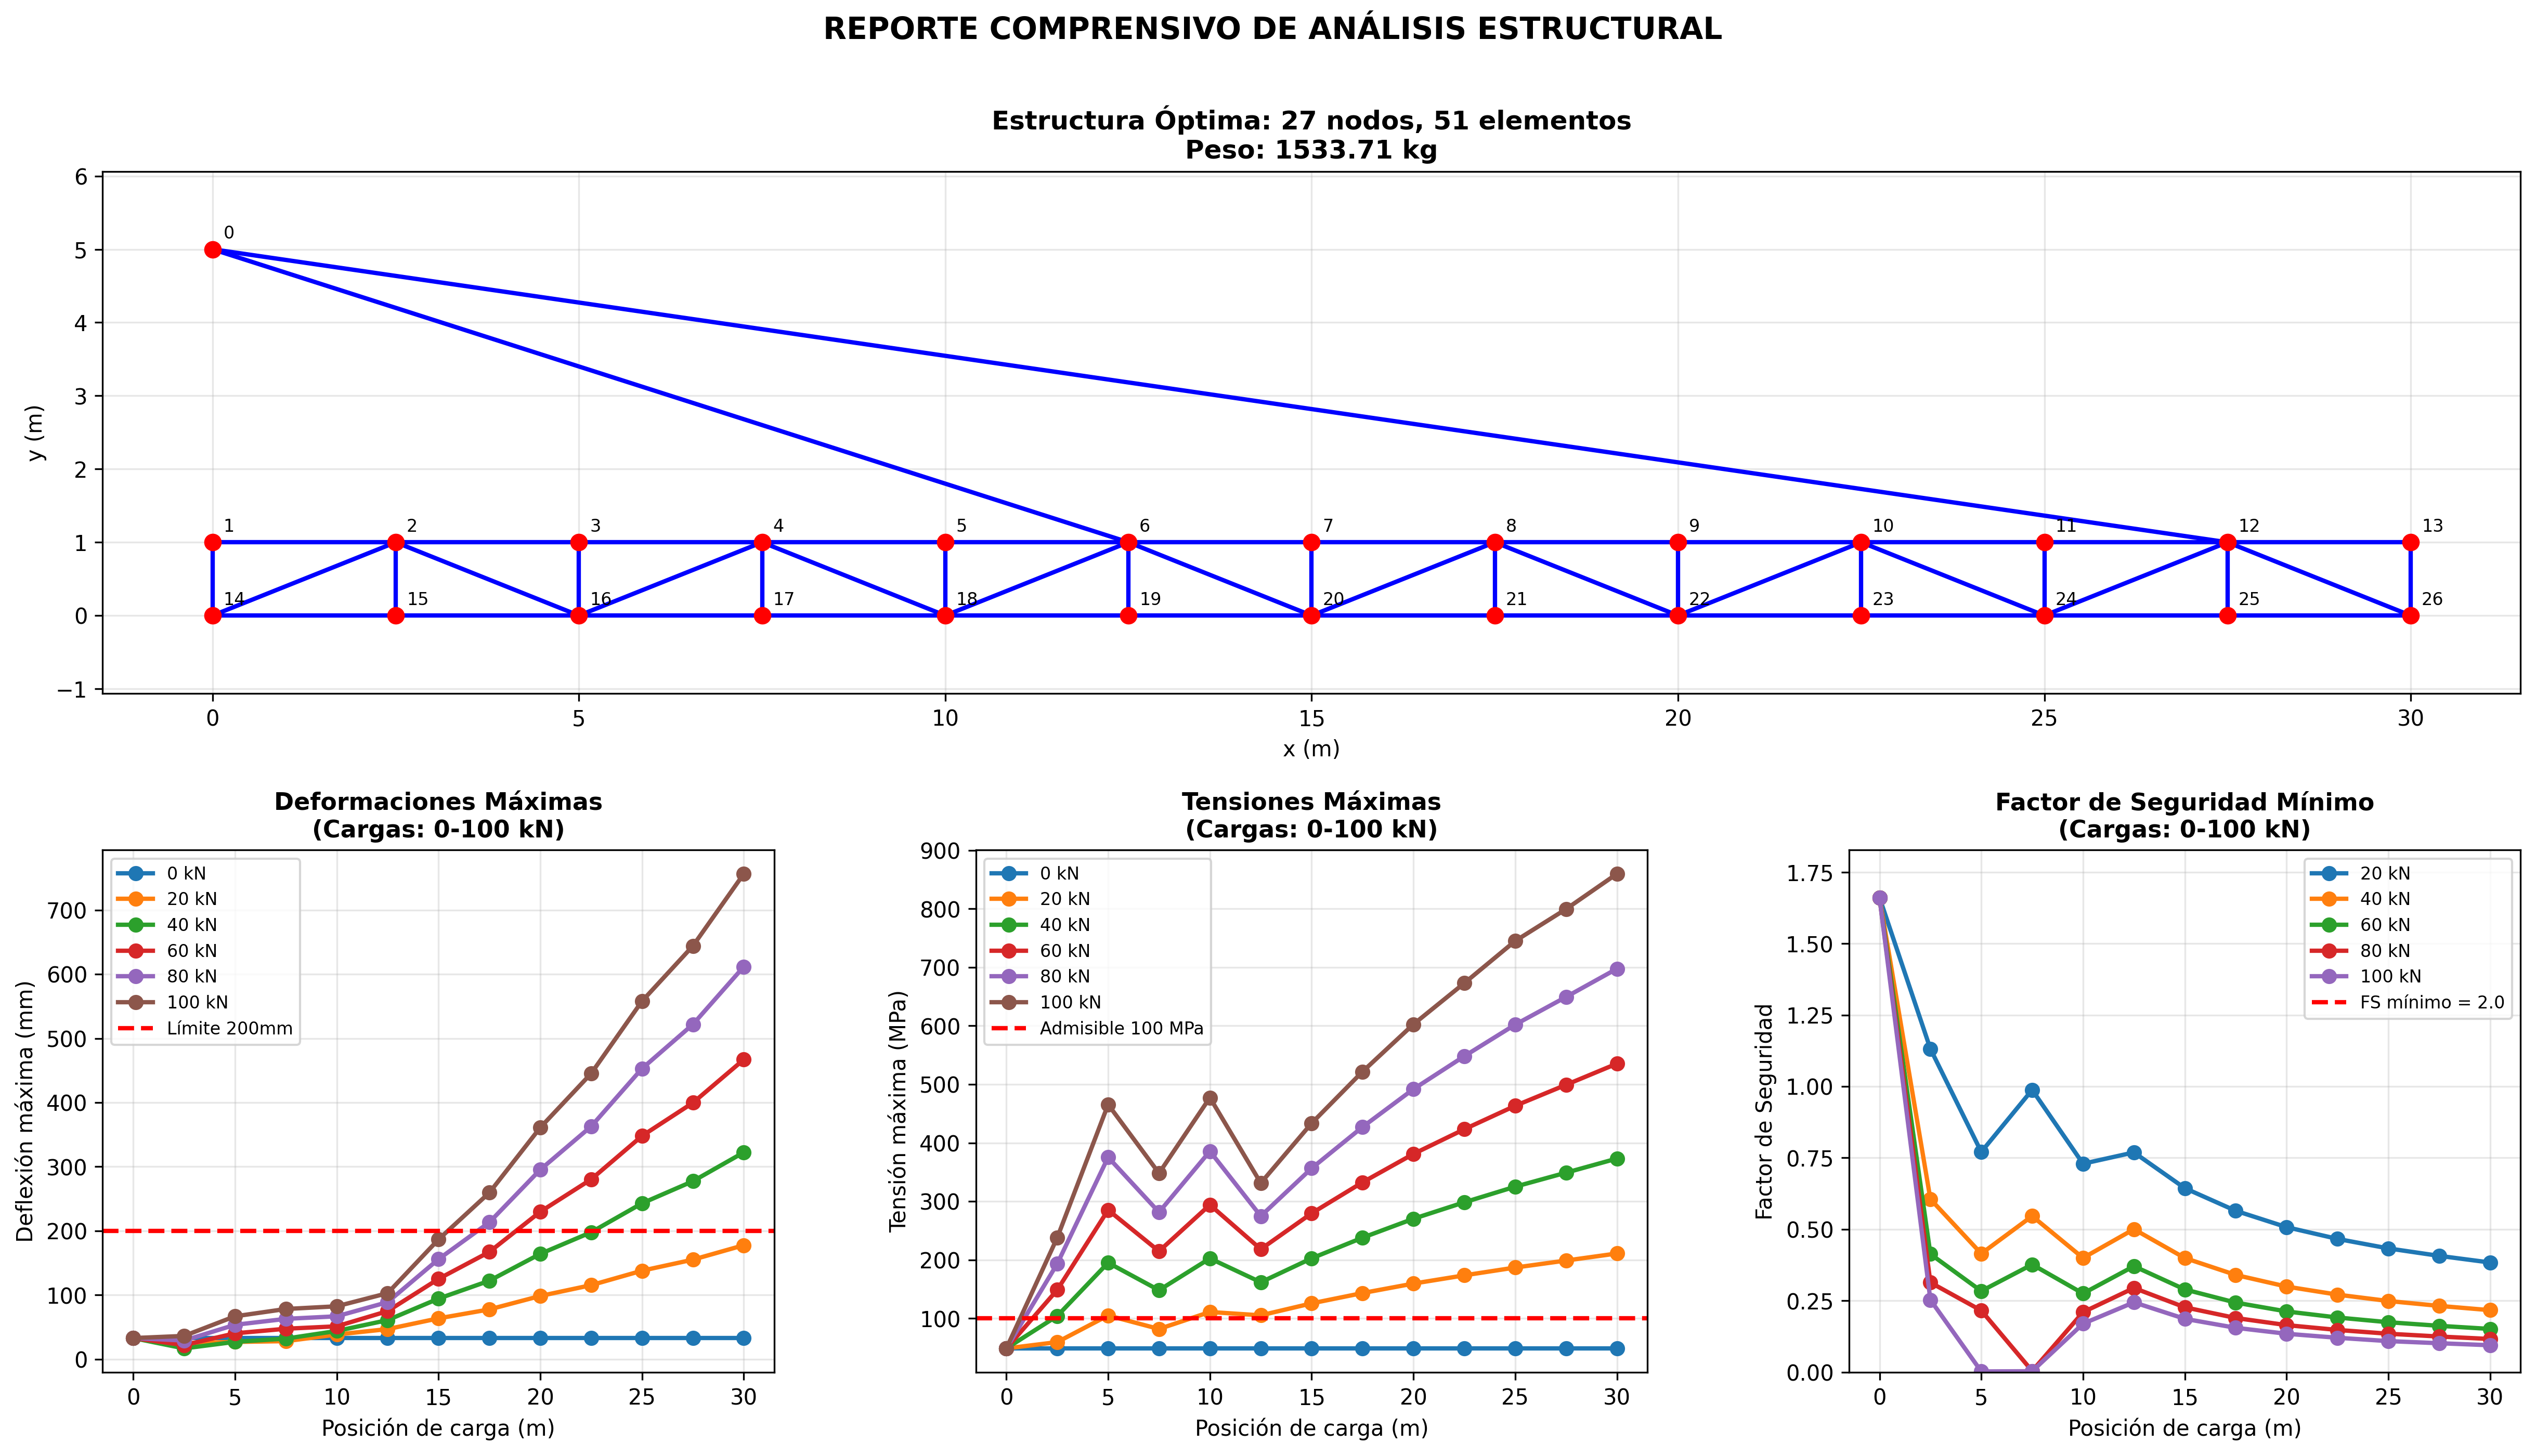 REPORTE COMPRENSIVO DE ANÁLISIS ESTRUCTURAL
Estructura Óptima: 27 nodos, 51 elementos
Peso: 1533.71 kg
y (m)
6
5
4
3
2
1
0
−1
0
1
2
3
4
5
6
7
8
9
10
11
12
13
14
15
16
17
18
19
20
21
22
23
24
25
26
0
5
10
15
20
25
30
x (m)
Deformaciones Máximas
(Cargas: 0-100 kN)
Deflexión máxima (mm)
700
600
500
400
300
200
100
0
0 kN
20 kN
40 kN
60 kN
80 kN
100 kN
Límite 200mm
0
5
10
15
20
25
30
Posición de carga (m)
Tensiones Máximas
(Cargas: 0-100 kN)
Tensión máxima (MPa)
900
800
700
600
500
400
300
200
100
0 kN
20 kN
40 kN
60 kN
80 kN
100 kN
Admisible 100 MPa
0
5
10
15
20
25
30
Posición de carga (m)
Factor de Seguridad Mínimo
(Cargas: 0-100 kN)
Factor de Seguridad
1.75
1.50
1.25
1.00
0.75
0.50
0.25
0.00
20 kN
40 kN
60 kN
80 kN
100 kN
FS mínimo = 2.0
0
5
10
15
20
25
30
Posición de carga (m)